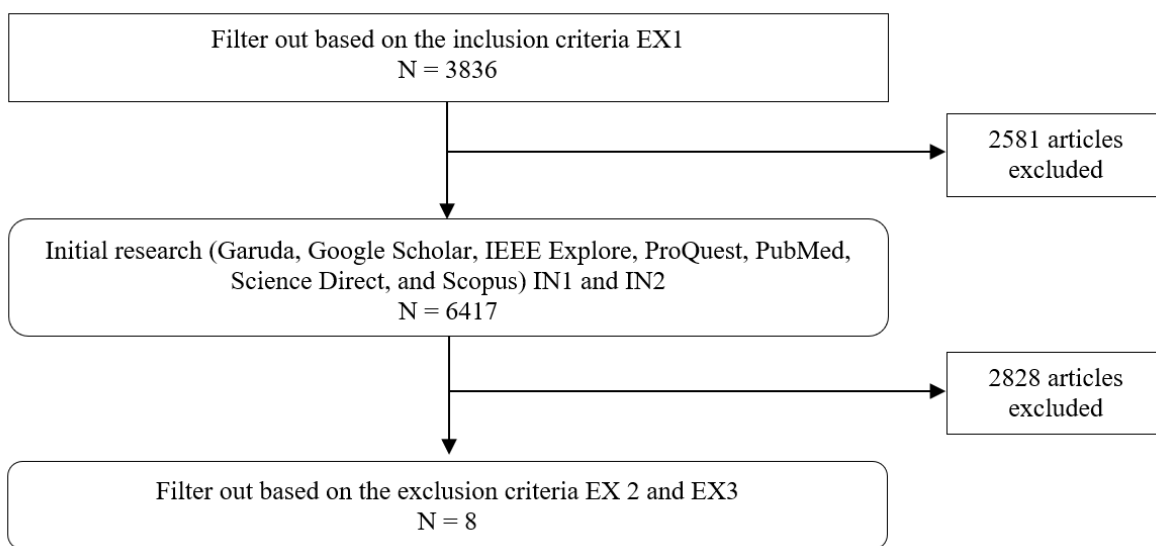 Filter out based on the inclusion criteria EX1
N = 3836
2581 articles
excluded
Initial research (Garuda, Google Scholar, IEEE Explore, ProQuest, PubMed,
Science Direct, and Scopus) IN1 and IN2
N = 6417
2828 articles
excluded
Filter out based on the exclusion criteria EX 2 and EX3
N = 8